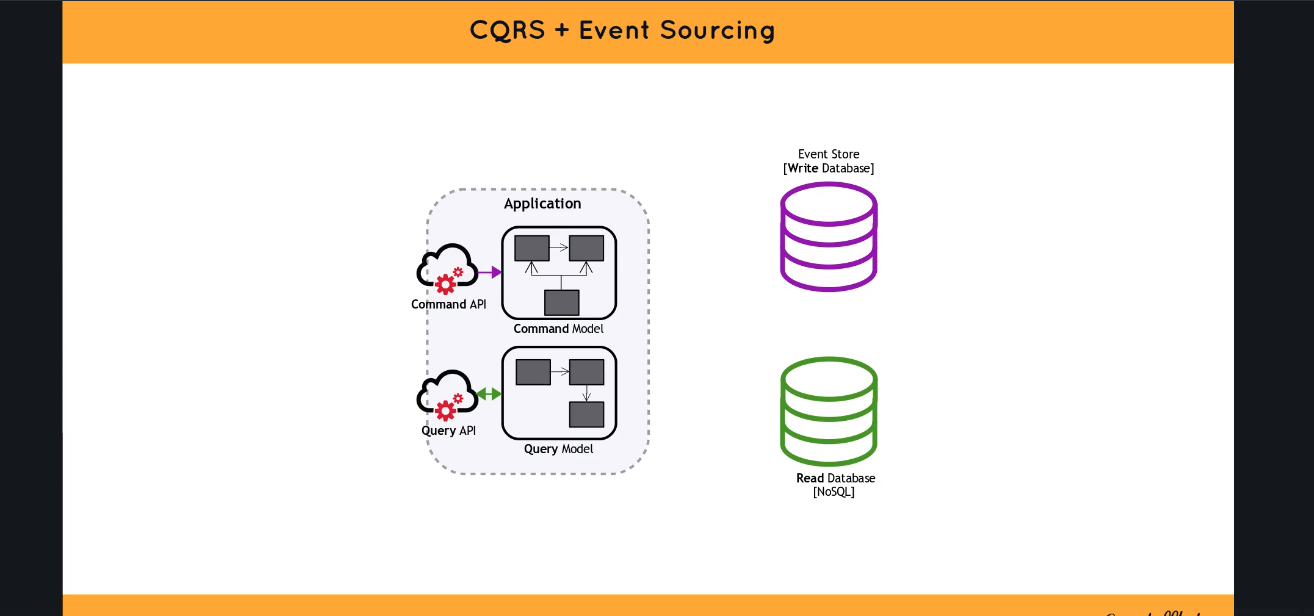 CQRS + Event Sourcing
Event Store
[Write Database]
Application
Command API
Command Model
Query API
Query Model
Read Database
[NoSQL]